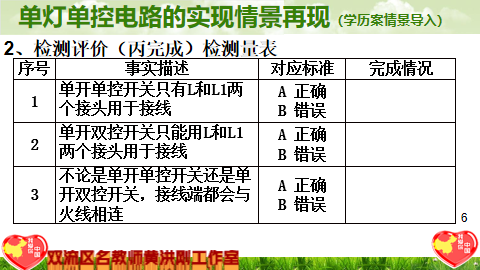 单灯单控电路的实现情景再现（学历案情景导入）
2、检测评价（丙完成）检测量表
序号 事实描述 对应标准 完成情况
1 单开单控开关只有L和L1两个接头用于接线 A 正确 B 错误
2 单开双控开关只能用L和L1两个接头用于接线 A 正确 B 错误
3 不论是单开单控开关还是单开双控开关，接线端都会与火线相连 A 正确 B 错误
6
双流区名教师黄洪刚工作室